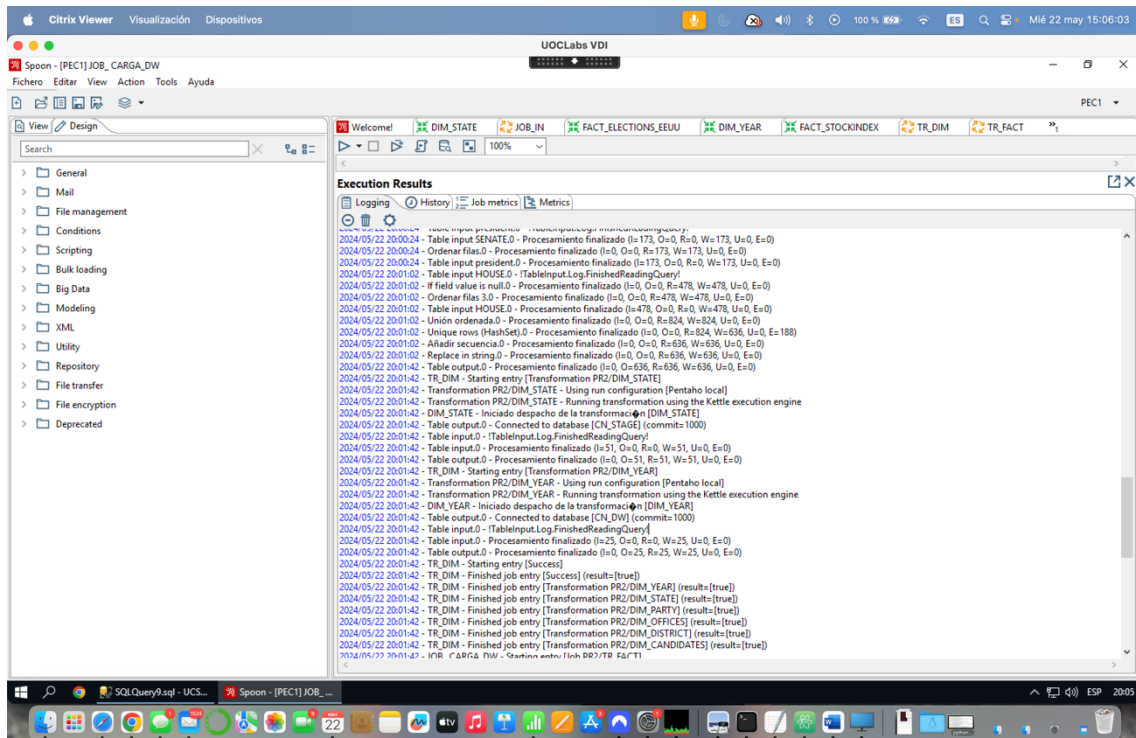 Citrix Viewer Visualización Dispositivos 100 % ES Mié 22 may 15:06:03
UOCLabs VDI
Spoon - [PEC1] JOB_ CARGA_DW
Fichero Editar View Action Tools Ayuda
PEC1
View Design
Welcome! DIM_STATE JOB_IN FACT_ELECTIONS_EEUU DIM_YEAR FACT_STOCKINDEX TR_DIM TR_FACT
Search
100%
General
Mail
File management
Conditions
Scripting
Bulk loading
Big Data
Modeling
XML
Utility
Repository
File transfer
File encryption
Deprecated
Execution Results
Logging History Job metrics Metrics
2024/05/22 20:00:24 - Table input president.0 - !TableInput.Log.FinishedReadingQuery!
2024/05/22 20:00:24 - Table input SENATE.0 - Procesamiento finalizado (I=173, O=0, R=0, W=173, U=0, E=0)
2024/05/22 20:00:24 - Ordenar filas.0 - Procesamiento finalizado (I=0, O=0, R=173, W=173, U=0, E=0)
2024/05/22 20:00:24 - Table input president.0 - Procesamiento finalizado (I=173, O=0, R=0, W=173, U=0, E=0)
2024/05/22 20:01:02 - Table input HOUSE.0 - !TableInput.Log.FinishedReadingQuery!
2024/05/22 20:01:02 - If field value is null.0 - Procesamiento finalizado (I=0, O=0, R=478, W=478, U=0, E=0)
2024/05/22 20:01:02 - Ordenar filas 3.0 - Procesamiento finalizado (I=0, O=0, R=478, W=478, U=0, E=0)
2024/05/22 20:01:02 - Table input HOUSE.0 - Procesamiento finalizado (I=478, O=0, R=0, W=478, U=0, E=0)
2024/05/22 20:01:02 - Unión ordenada.0 - Procesamiento finalizado (I=0, O=0, R=824, W=824, U=0, E=0)
2024/05/22 20:01:02 - Unique rows (HashSet).0 - Procesamiento finalizado (I=0, O=0, R=824, W=636, U=0, E=188)
2024/05/22 20:01:02 - Añadir secuencia.0 - Procesamiento finalizado (I=0, O=0, R=636, W=636, U=0, E=0)
2024/05/22 20:01:02 - Replace in string.0 - Procesamiento finalizado (I=0, O=0, R=636, W=636, U=0, E=0)
2024/05/22 20:01:42 - Table output.0 - Procesamiento finalizado (I=0, O=636, R=636, W=636, U=0, E=0)
2024/05/22 20:01:42 - TR_DIM - Starting entry [Transformation PR2/DIM_STATE]
2024/05/22 20:01:42 - Transformation PR2/DIM_STATE - Using run configuration [Pentaho local]
2024/05/22 20:01:42 - Transformation PR2/DIM_STATE - Running transformation using the Kettle execution engine
2024/05/22 20:01:42 - DIM_STATE - Iniciado despacho de la transformaci�n [DIM_STATE]
2024/05/22 20:01:42 - Table output.0 - Connected to database [CN_STAGE] (commit=1000)
2024/05/22 20:01:42 - Table input.0 - !TableInput.Log.FinishedReadingQuery!
2024/05/22 20:01:42 - Table input.0 - Procesamiento finalizado (I=51, O=0, R=0, W=51, U=0, E=0)
2024/05/22 20:01:42 - Table output.0 - Procesamiento finalizado (I=0, O=51, R=51, W=51, U=0, E=0)
2024/05/22 20:01:42 - TR_DIM - Starting entry [Transformation PR2/DIM_YEAR]
2024/05/22 20:01:42 - Transformation PR2/DIM_YEAR - Using run configuration [Pentaho local]
2024/05/22 20:01:42 - Transformation PR2/DIM_YEAR - Running transformation using the Kettle execution engine
2024/05/22 20:01:42 - DIM_YEAR - Iniciado despacho de la transformaci�n [DIM_YEAR]
2024/05/22 20:01:42 - Table output.0 - Connected to database [CN_DW] (commit=1000)
2024/05/22 20:01:42 - Table input.0 - !TableInput.Log.FinishedReadingQuery!
2024/05/22 20:01:42 - Table input.0 - Procesamiento finalizado (I=25, O=0, R=0, W=25, U=0, E=0)
2024/05/22 20:01:42 - Table output.0 - Procesamiento finalizado (I=0, O=25, R=25, W=25, U=0, E=0)
2024/05/22 20:01:42 - TR_DIM - Starting entry [Success]
2024/05/22 20:01:42 - TR_DIM - Finished job entry [Success] (result=[true])
2024/05/22 20:01:42 - TR_DIM - Finished job entry [Transformation PR2/DIM_YEAR] (result=[true])
2024/05/22 20:01:42 - TR_DIM - Finished job entry [Transformation PR2/DIM_STATE] (result=[true])
2024/05/22 20:01:42 - TR_DIM - Finished job entry [Transformation PR2/DIM_PARTY] (result=[true])
2024/05/22 20:01:42 - TR_DIM - Finished job entry [Transformation PR2/DIM_OFFICES] (result=[true])
2024/05/22 20:01:42 - TR_DIM - Finished job entry [Transformation PR2/DIM_DISTRICT] (result=[true])
2024/05/22 20:01:42 - TR_DIM - Finished job entry [Transformation PR2/DIM_CANDIDATES] (result=[true])
2024/05/22 20:01:42 - JOB_ CARGA_DW - Starting entry [Job PR2/TR_FACT]
SQLQuery9.sql - UCS... Spoon - [PEC1] JOB_ ... ESP 20:05
22